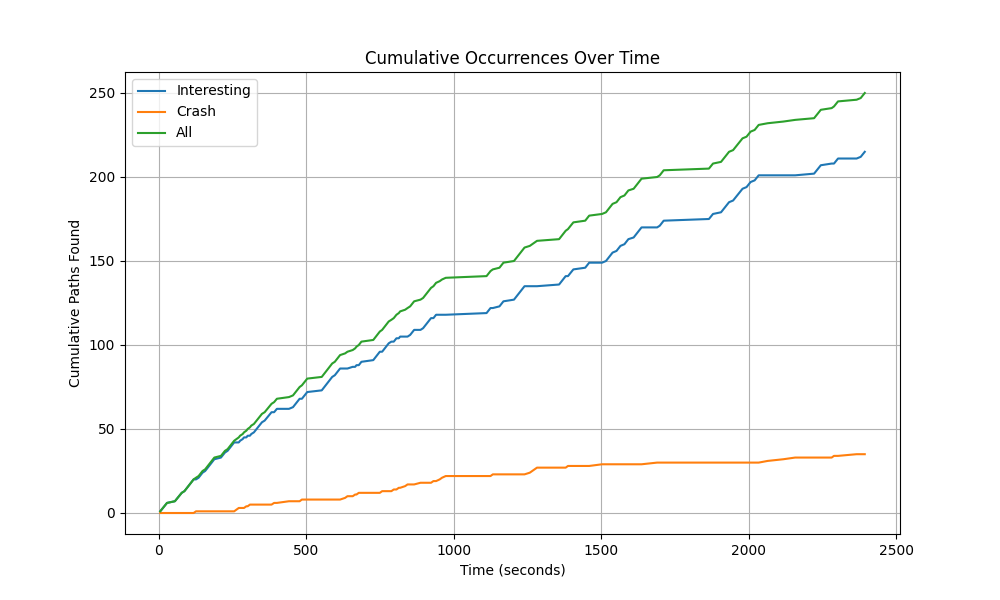 Cumulative Occurrences Over Time
Interesting
Crash
All
Cumulative Paths Found
250
200
150
100
50
0
0 500 1000 1500 2000 2500
Time (seconds)